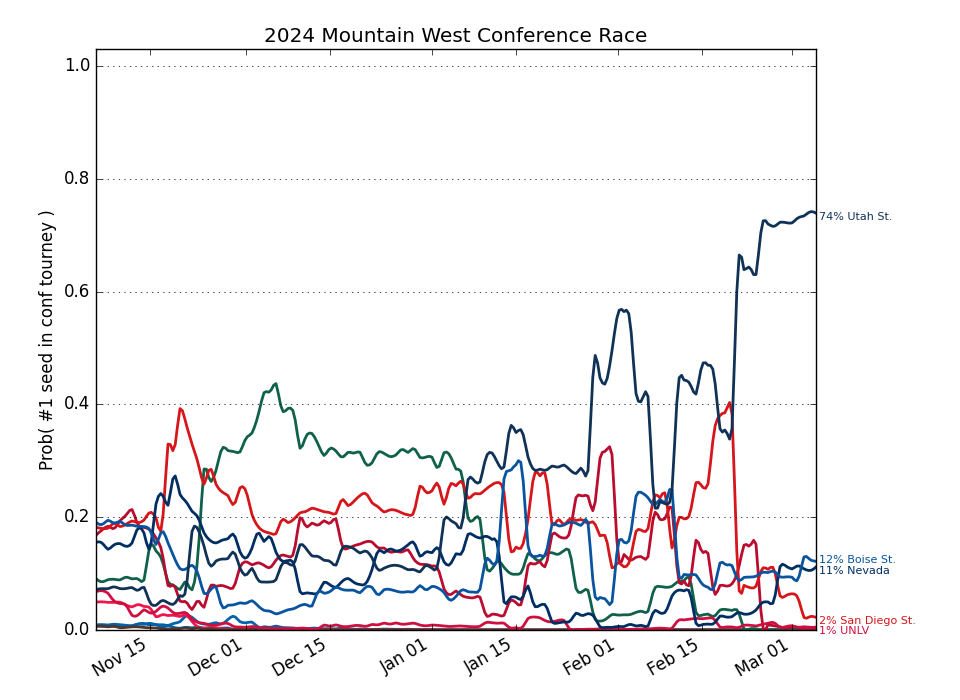 2024 Mountain West Conference Race
Prob( #1 seed in conf tourney )
1.0
0.8
0.6
0.4
0.2
0.0
74% Utah St.
12% Boise St.
11% Nevada
2% San Diego St.
1% UNLV
Nov 15
Dec 01
Dec 15
Jan 01
Jan 15
Feb 01
Feb 15
Mar 01